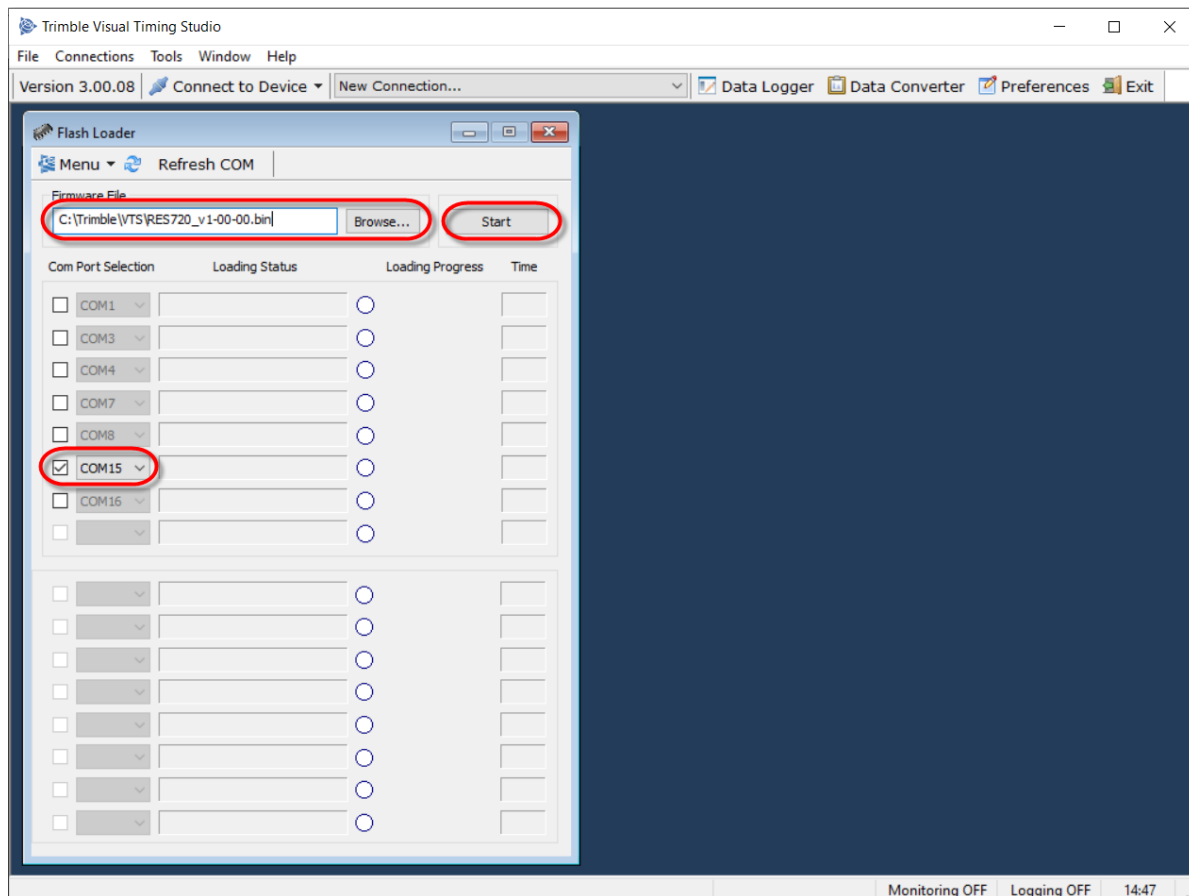 Trimble Visual Timing Studio
File Connections Tools Window Help
Version 3.00.08 Connect to Device New Connection... Data Logger Data Converter Preferences Exit
Flash Loader
Menu Refresh COM
Firmware File
C:\Trimble\VTS\RES720_v1-00-00.bin Browse... Start
Com Port Selection Loading Status Loading Progress Time
COM1
COM3
COM4
COM7
COM8
COM15
COM16
Monitoring OFF Logging OFF 14:47